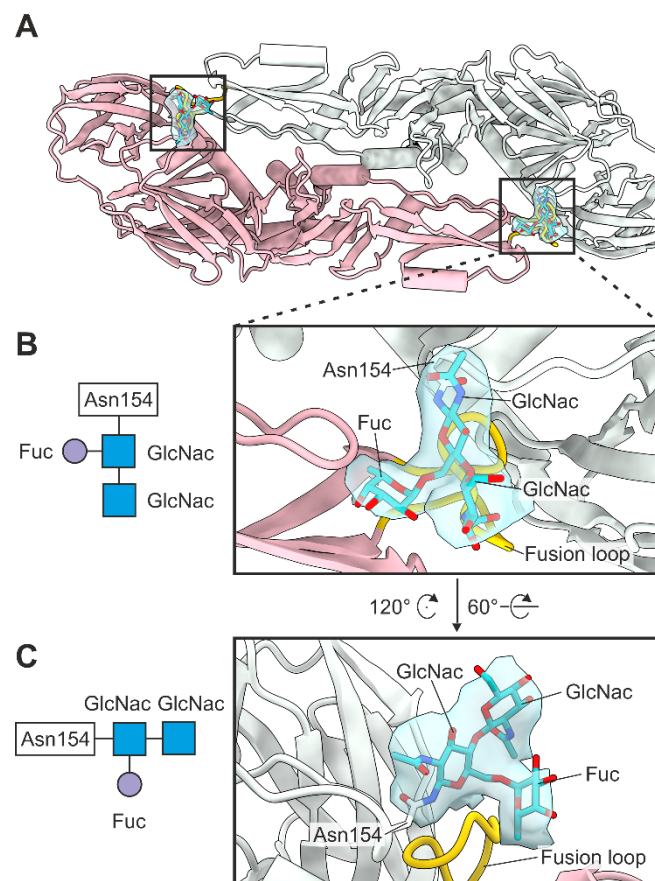 A
B
Asn154
Fuc
GlcNac
GlcNac
Asn154
GlcNac
Fuc
GlcNac
Fusion loop
120° 60°
C
GlcNac GlcNac
Asn154
Fuc
GlcNac
GlcNac
Fuc
Asn154
Fusion loop